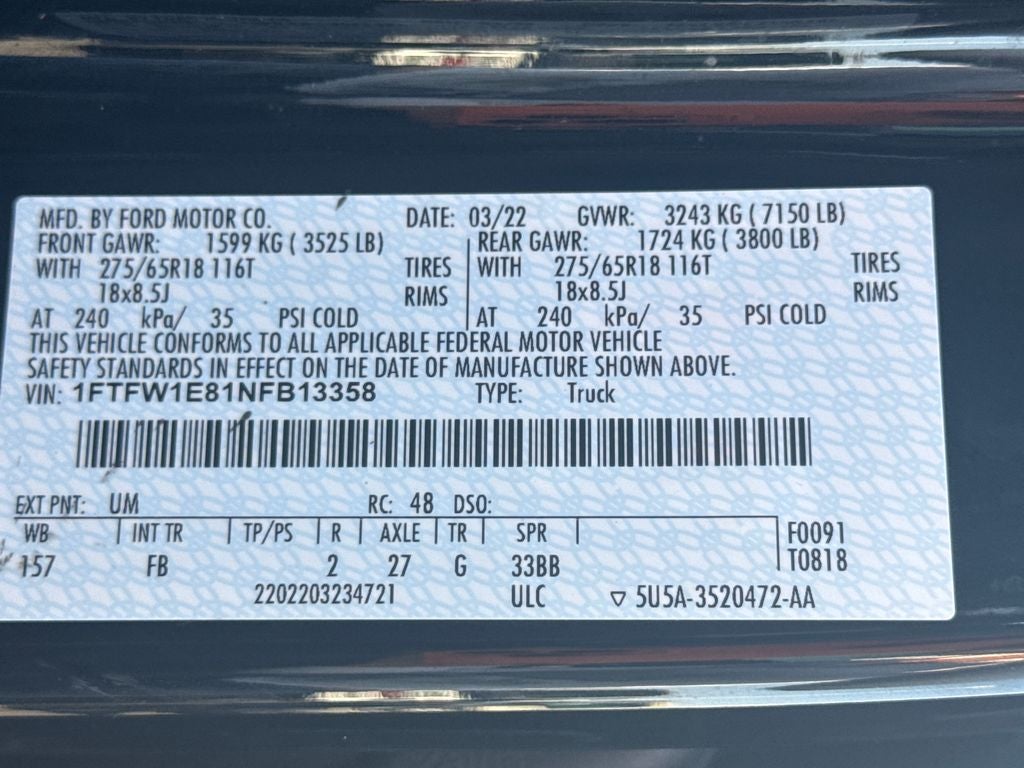 MFD. BY FORD MOTOR CO. DATE: 03/22 GVWR: 3243 KG ( 7150 LB)
FRONT GAWR: 1599 KG ( 3525 LB) REAR GAWR: 1724 KG ( 3800 LB)
WITH 275/65R18 116T TIRES WITH 275/65R18 116T TIRES
18x8.5J RIMS 18x8.5J RIMS
AT 240 kPa/ 35 PSI COLD AT 240 kPa/ 35 PSI COLD
THIS VEHICLE CONFORMS TO ALL APPLICABLE FEDERAL MOTOR VEHICLE
SAFETY STANDARDS IN EFFECT ON THE DATE OF MANUFACTURE SHOWN ABOVE.
VIN: 1FTFW1E81NFB13358 TYPE: Truck
EXT PNT: UM RC: 48 DSO:
WB INT TR TP/PS R AXLE TR SPR F0091
157 FB 2 27 G 33BB T0818
2202203234721 ULC ▽ 5U5A-3520472-AA